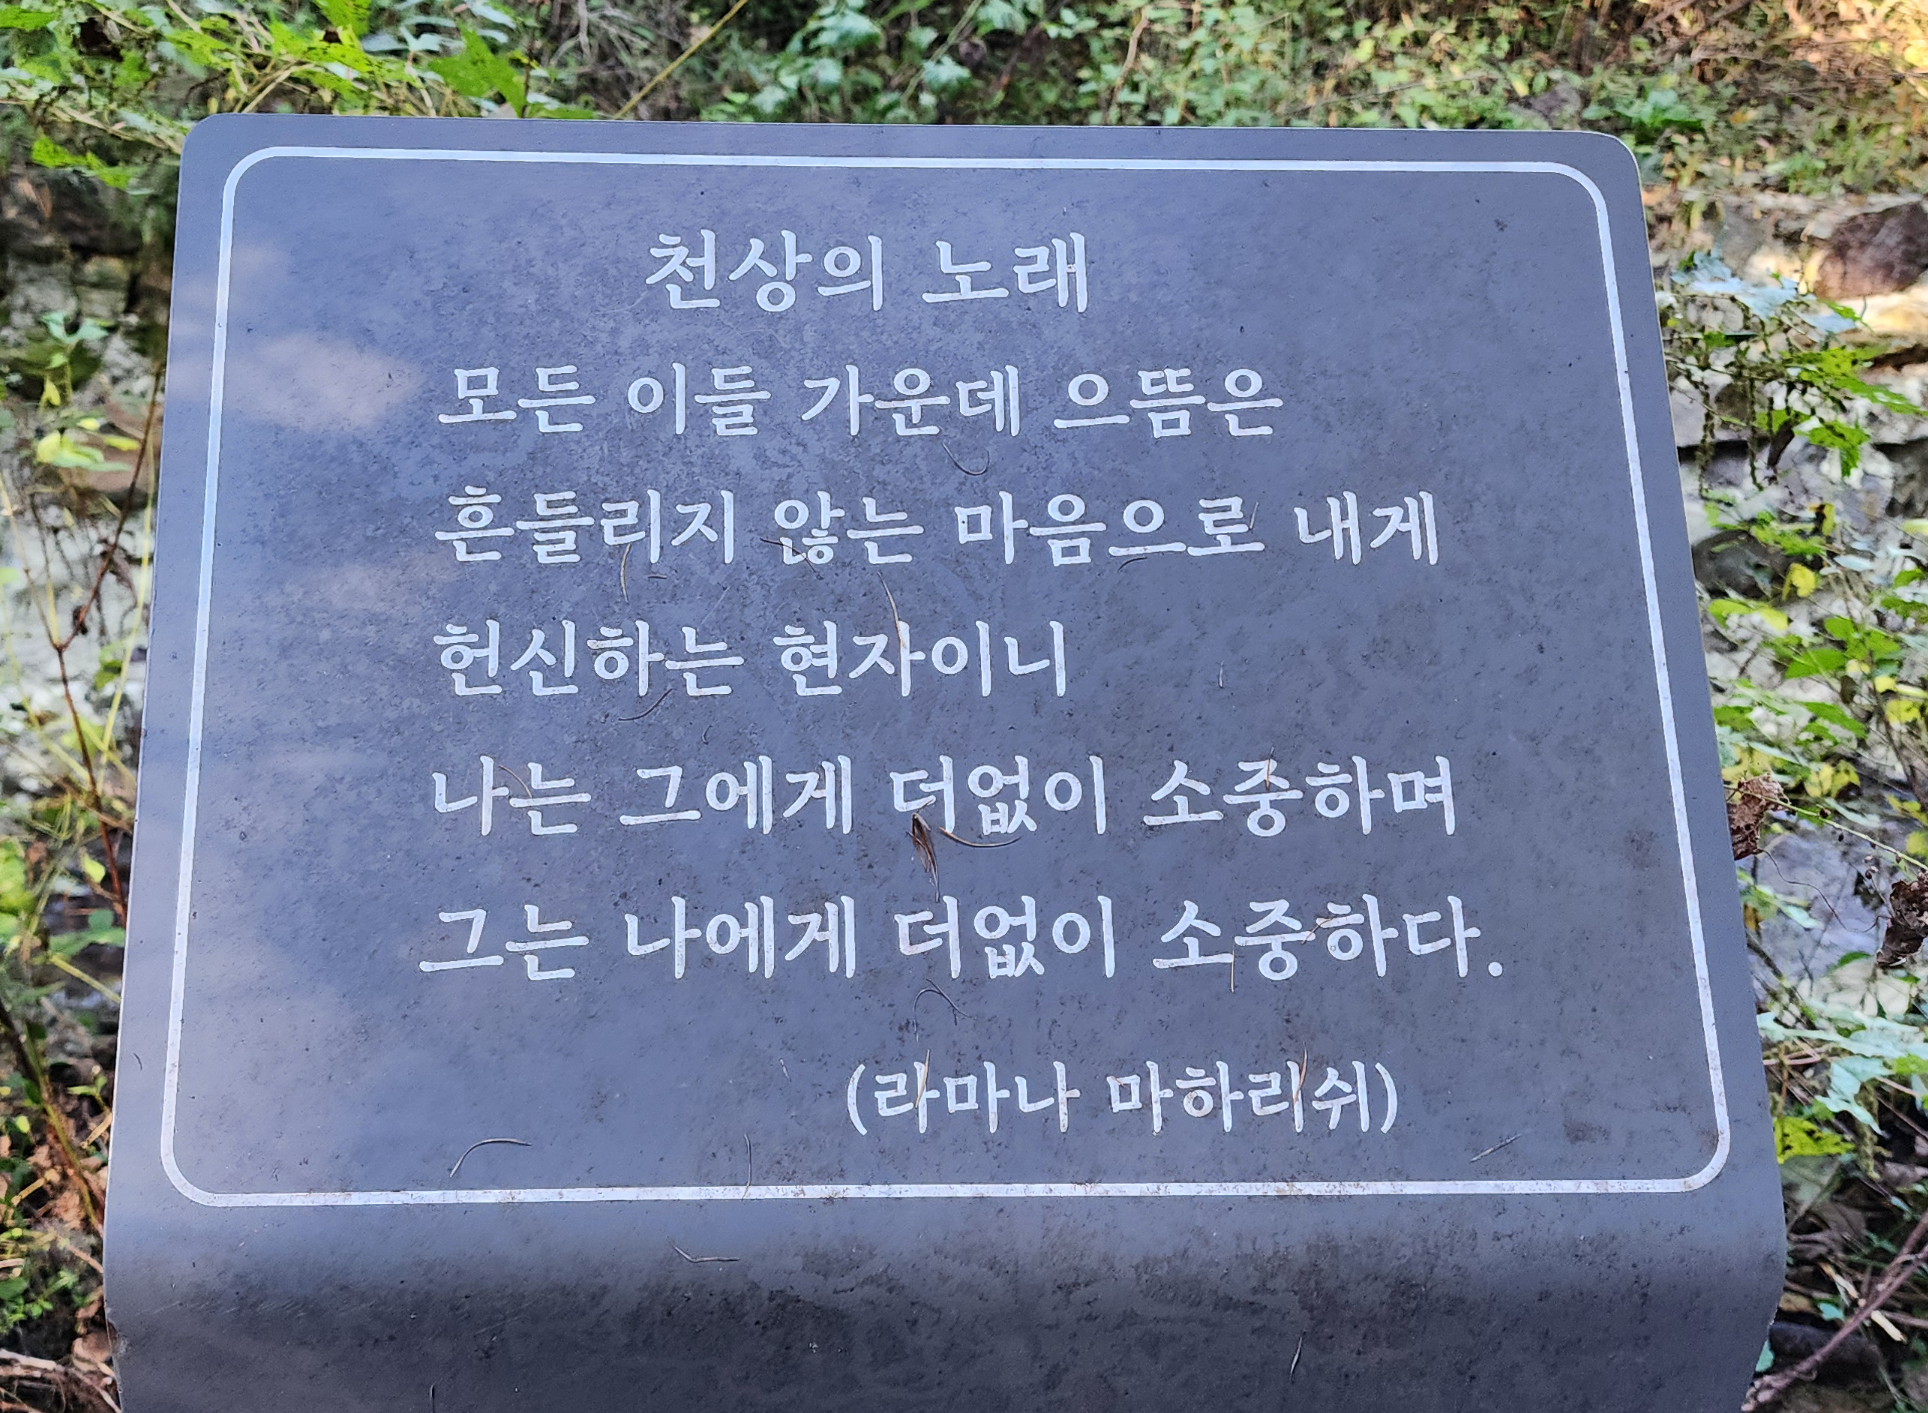 천상의 노래
모든 이들 가운데 으뜸은
흔들리지 않는 마음으로 내게
헌신하는 현자이니
나는 그에게 더없이 소중하며
그는 나에게 더없이 소중하다.
(라마나 마하리쉬)